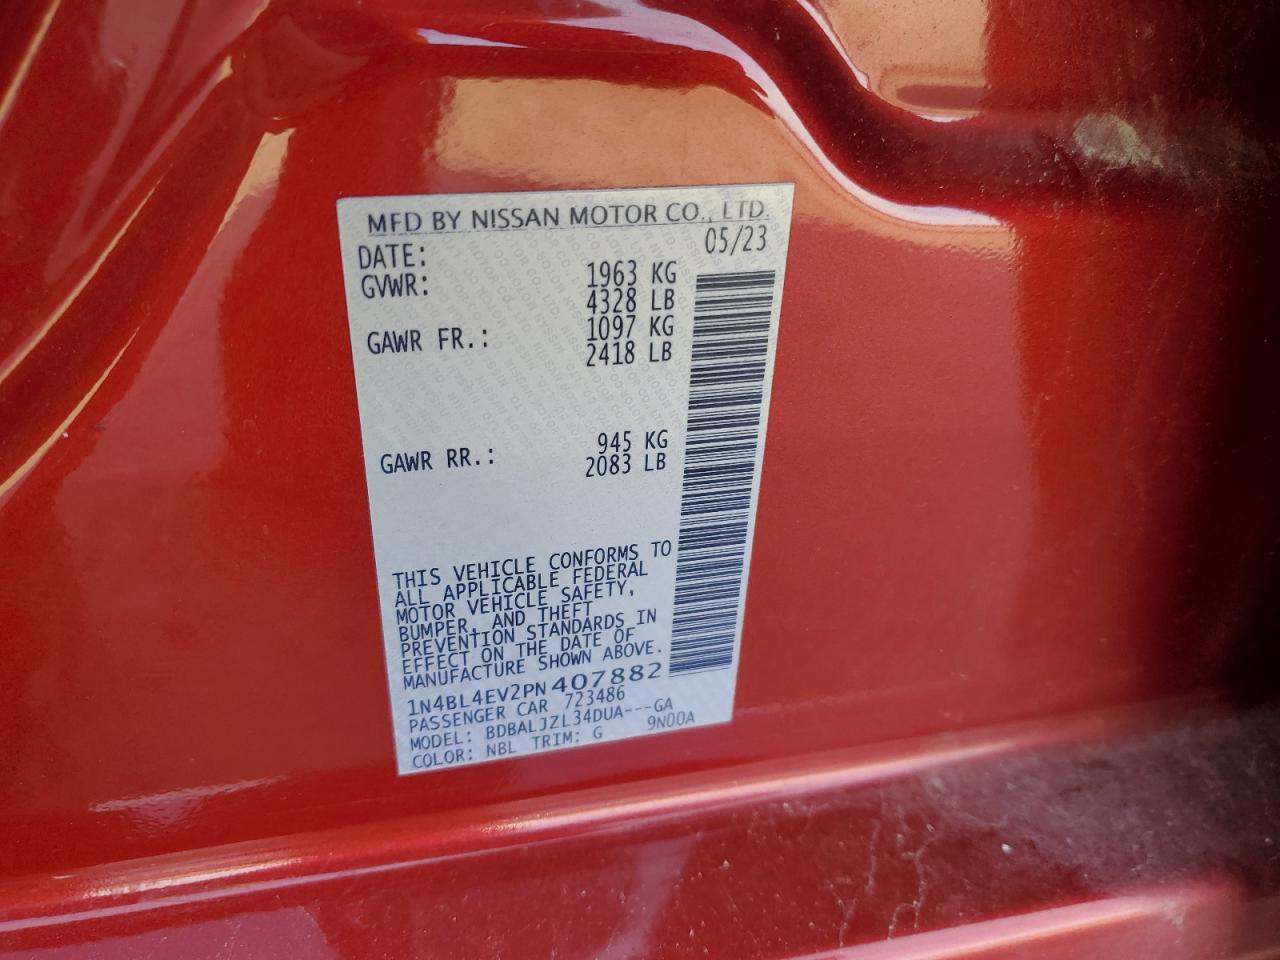 MFD BY NISSAN MOTOR CO., LTD.
DATE: 05/23
GVWR: 1963 KG
4328 LB
GAWR FR.: 1097 KG
2418 LB
GAWR RR.: 945 KG
2083 LB
THIS VEHICLE CONFORMS TO
ALL APPLICABLE FEDERAL
MOTOR VEHICLE SAFETY,
BUMPER, AND THEFT
PREVENTION STANDARDS IN
EFFECT ON THE DATE OF
MANUFACTURE SHOWN ABOVE.
1N4BL4EV2PN407882
PASSENGER CAR 723486
MODEL: BDBALJZL34DUA---GA
COLOR: NBL TRIM: G 9N00A